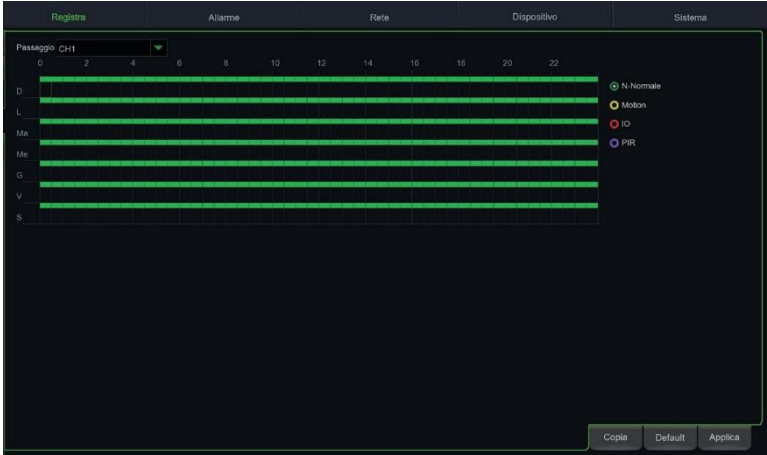 Registra Allarme Rete Dispositivo Sistema
Passaggio CH1
0 2 4 6 8 10 12 14 16 18 20 22
N-Normale
D
Motion
L
IO
Ma
PIR
Me
G
V
S
Copia Default Applica